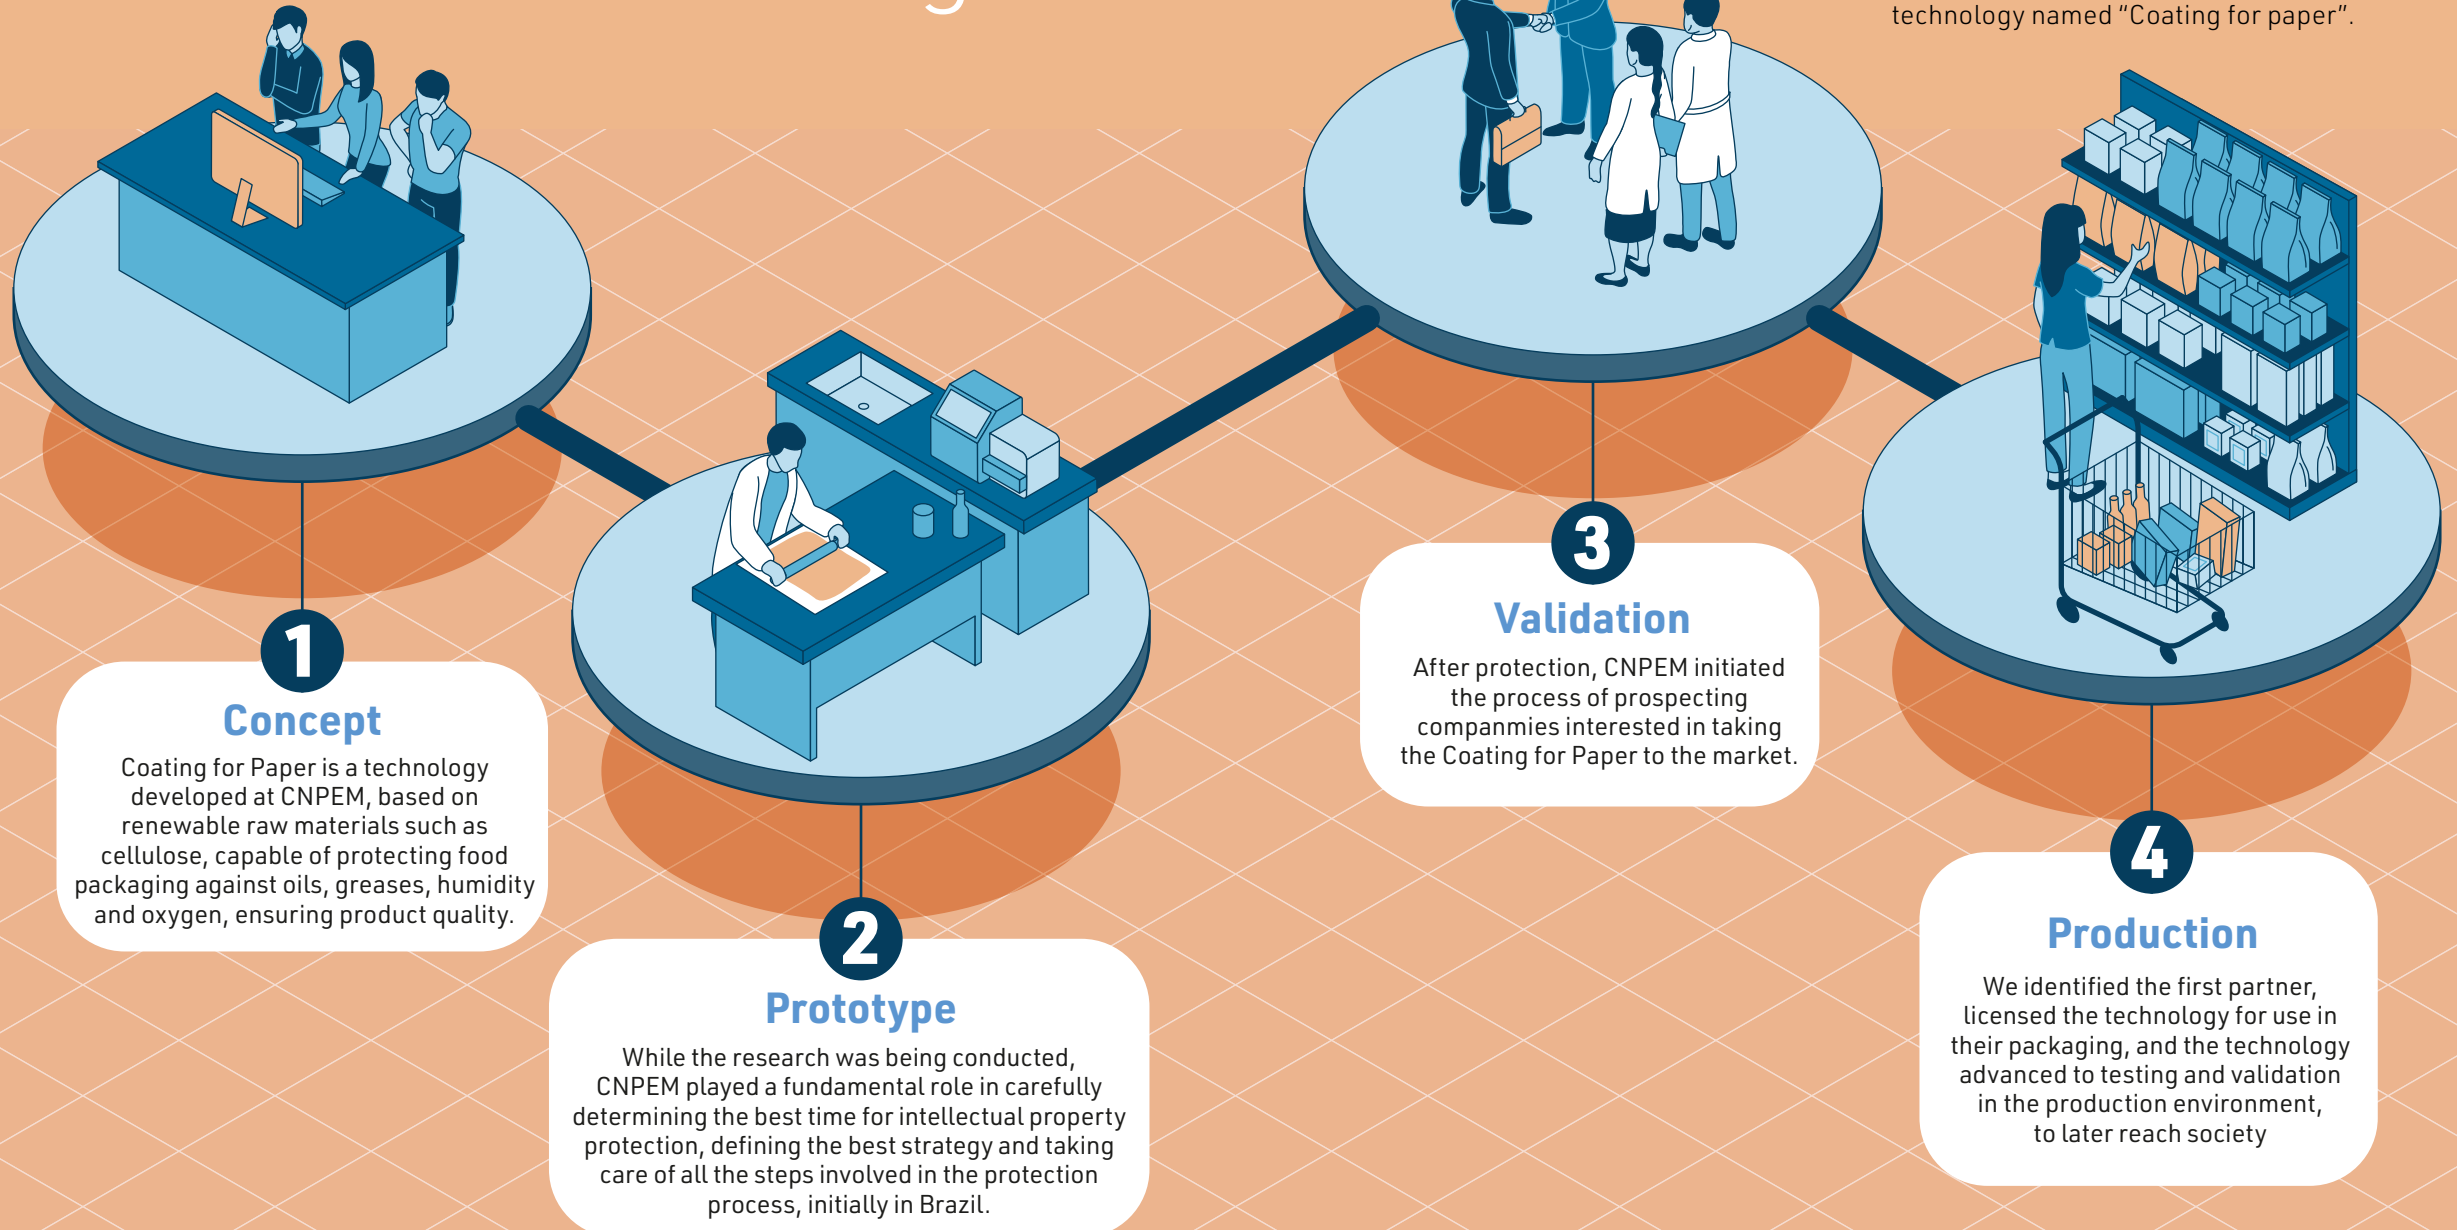 technology named “Coating for paper”.
1
Concept
Coating for Paper is a technology
developed at CNPEM, based on
renewable raw materials such as
cellulose, capable of protecting food
packaging against oils, greases, humidity
and oxygen, ensuring product quality.
2
Prototype
While the research was being conducted,
CNPEM played a fundamental role in carefully
determining the best time for intellectual property
protection, defining the best strategy and taking
care of all the steps involved in the protection
process, initially in Brazil.
3
Validation
After protection, CNPEM initiated
the process of prospecting
companmies interested in taking
the Coating for Paper to the market.
4
Production
We identified the first partner,
licensed the technology for use in
their packaging, and the technology
advanced to testing and validation
in the production environment,
to later reach society